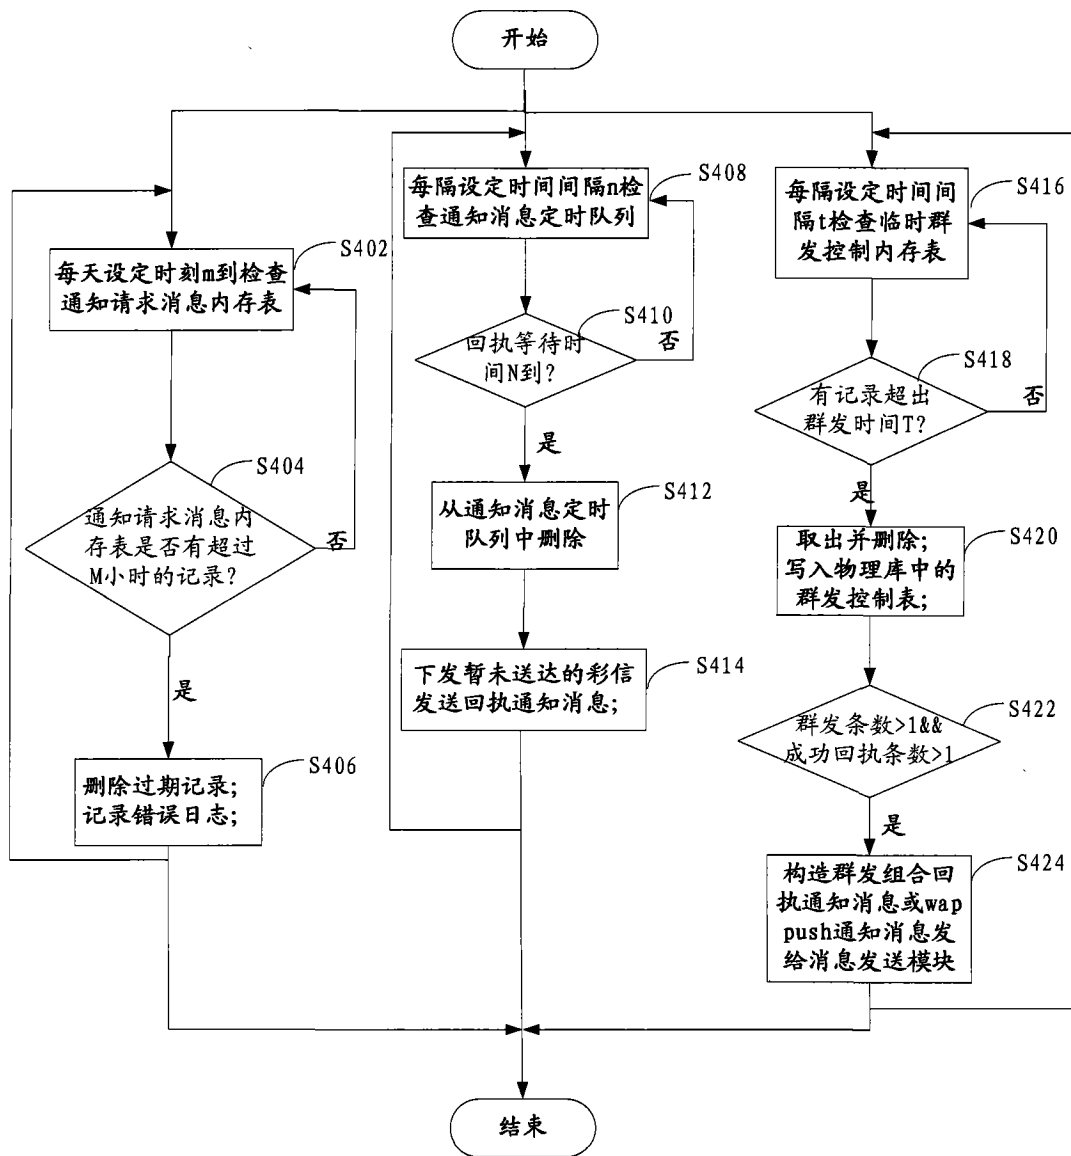 开始
每天设定时刻m到检查
通知请求消息内存表
S402
通知请求消息内
存表是否有超过
M小时的记录?
S404
否
是
删除过期记录;
记录错误日志;
S406
每隔设定时间间隔n检
查通知消息定时队列
S408
回执等待时
间N到?
S410
否
是
从通知消息定时
队列中删除
S412
下发暂未送达的彩信
发送回执通知消息;
S414
每隔设定时间间
隔t检查临时群
发控制内存表
S416
有记录超出
群发时间T?
S418
否
是
取出并删除;
写入物理库中的
群发控制表;
S420
群发条数>1&&
成功回执条数>1
S422
是
构造群发组合回
执通知消息或wap
push通知消息发
给消息发送模块
S424
结束